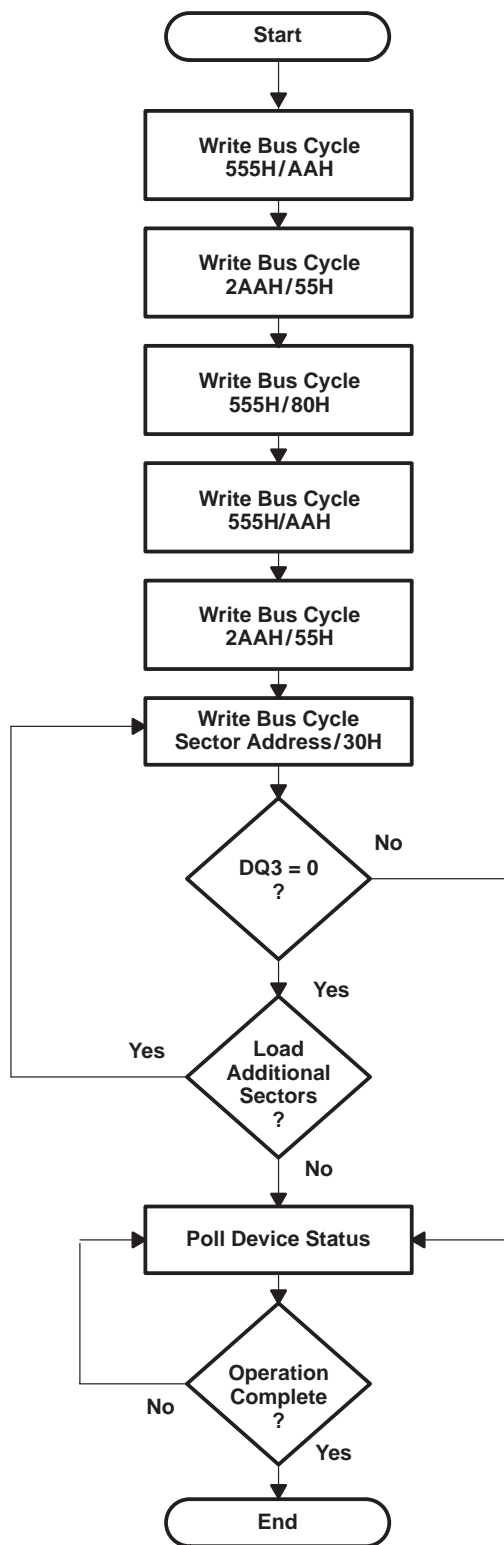 Start
Write Bus Cycle
555H/AAH
Write Bus Cycle
2AAH/55H
Write Bus Cycle
555H/80H
Write Bus Cycle
555H/AAH
Write Bus Cycle
2AAH/55H
Write Bus Cycle
Sector Address/30H
No
DQ3 = 0
?
Yes
Yes
Load
Additional
Sectors
?
No
Poll Device Status
Operation
Complete
?
No
Yes
End